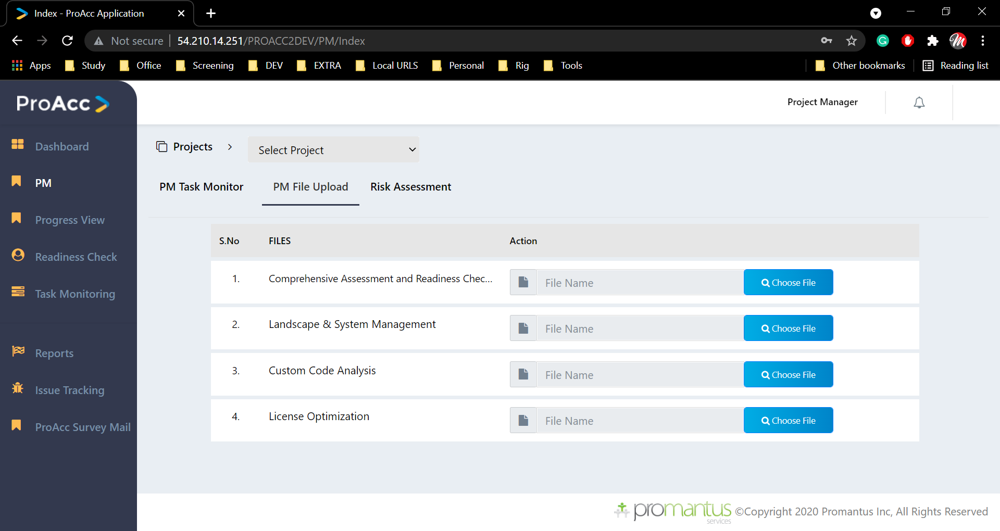 Index - ProAcc Application
Not secure 54.210.14.251/PROACC2DEV/PM/Index
Apps Study Office Screening DEV EXTRA Local URLS Personal Rig Tools Other bookmarks Reading list
ProAcc
Project Manager
Dashboard
PM
Progress View
Readiness Check
Task Monitoring
Reports
Issue Tracking
ProAcc Survey Mail
Projects Select Project
PM Task Monitor PM File Upload Risk Assessment
S.No FILES Action
1. Comprehensive Assessment and Readiness Chec... File Name Choose File
2. Landscape & System Management File Name Choose File
3. Custom Code Analysis File Name Choose File
4. License Optimization File Name Choose File
promantus services ©Copyright 2020 Promantus Inc, All Rights Reserved